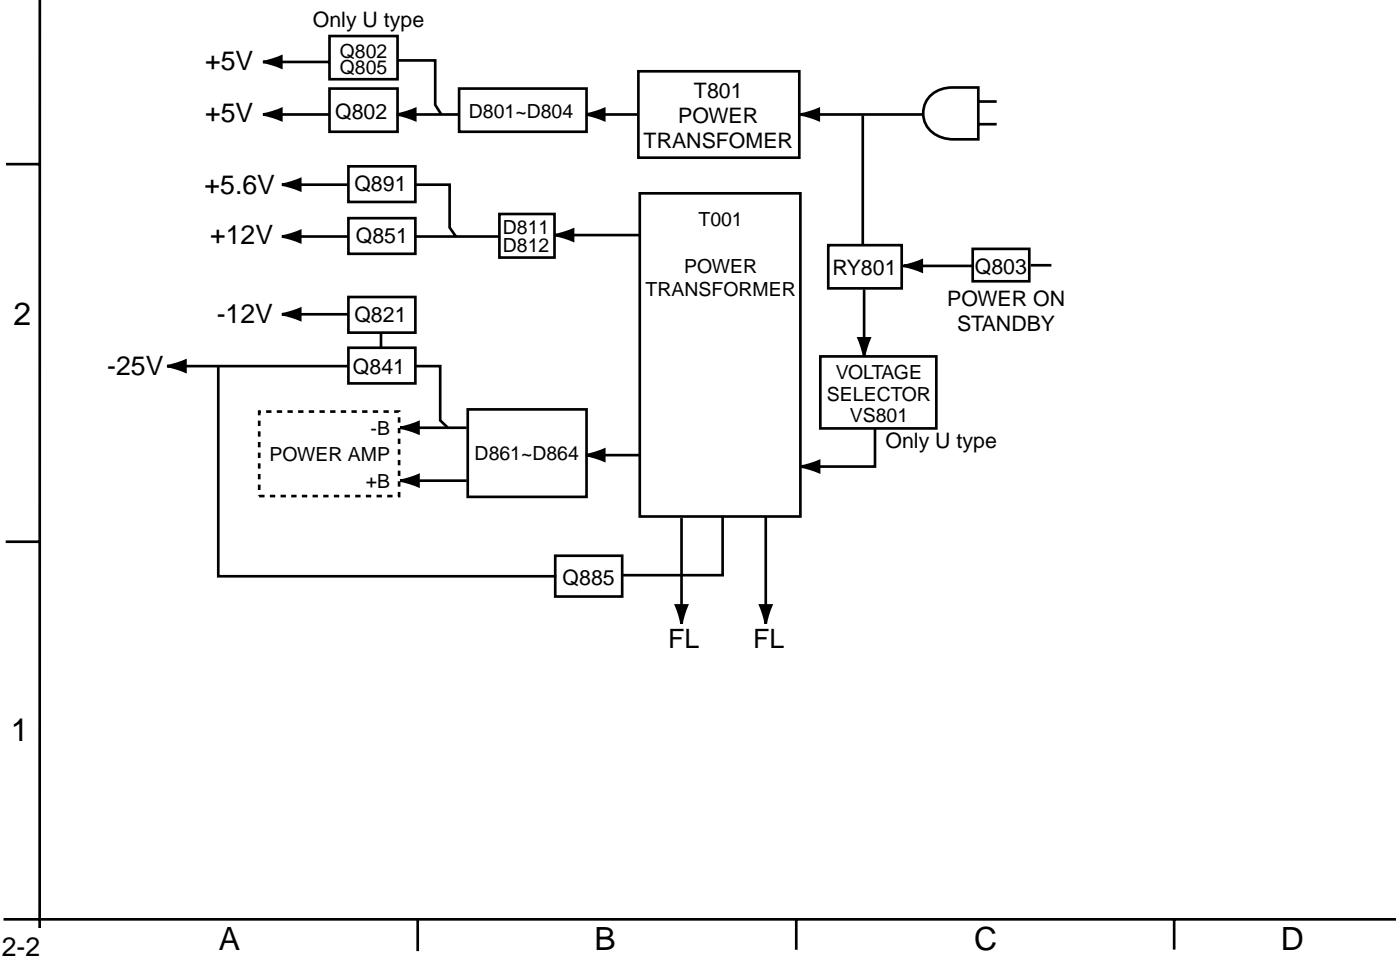 Only U type
+5V
Q802
Q805
+5V
Q802
D801~D804
T801
POWER
TRANSFOMER
+5.6V
Q891
+12V
Q851
D811
D812
T001
POWER
TRANSFORMER
RY801
Q803
POWER ON
STANDBY
2
-12V
Q821
-25V
Q841
VOLTAGE
SELECTOR
VS801
Only U type
-B
POWER AMP
+B
D861~D864
Q885
FL
FL
1
2-2
A
B
C
D